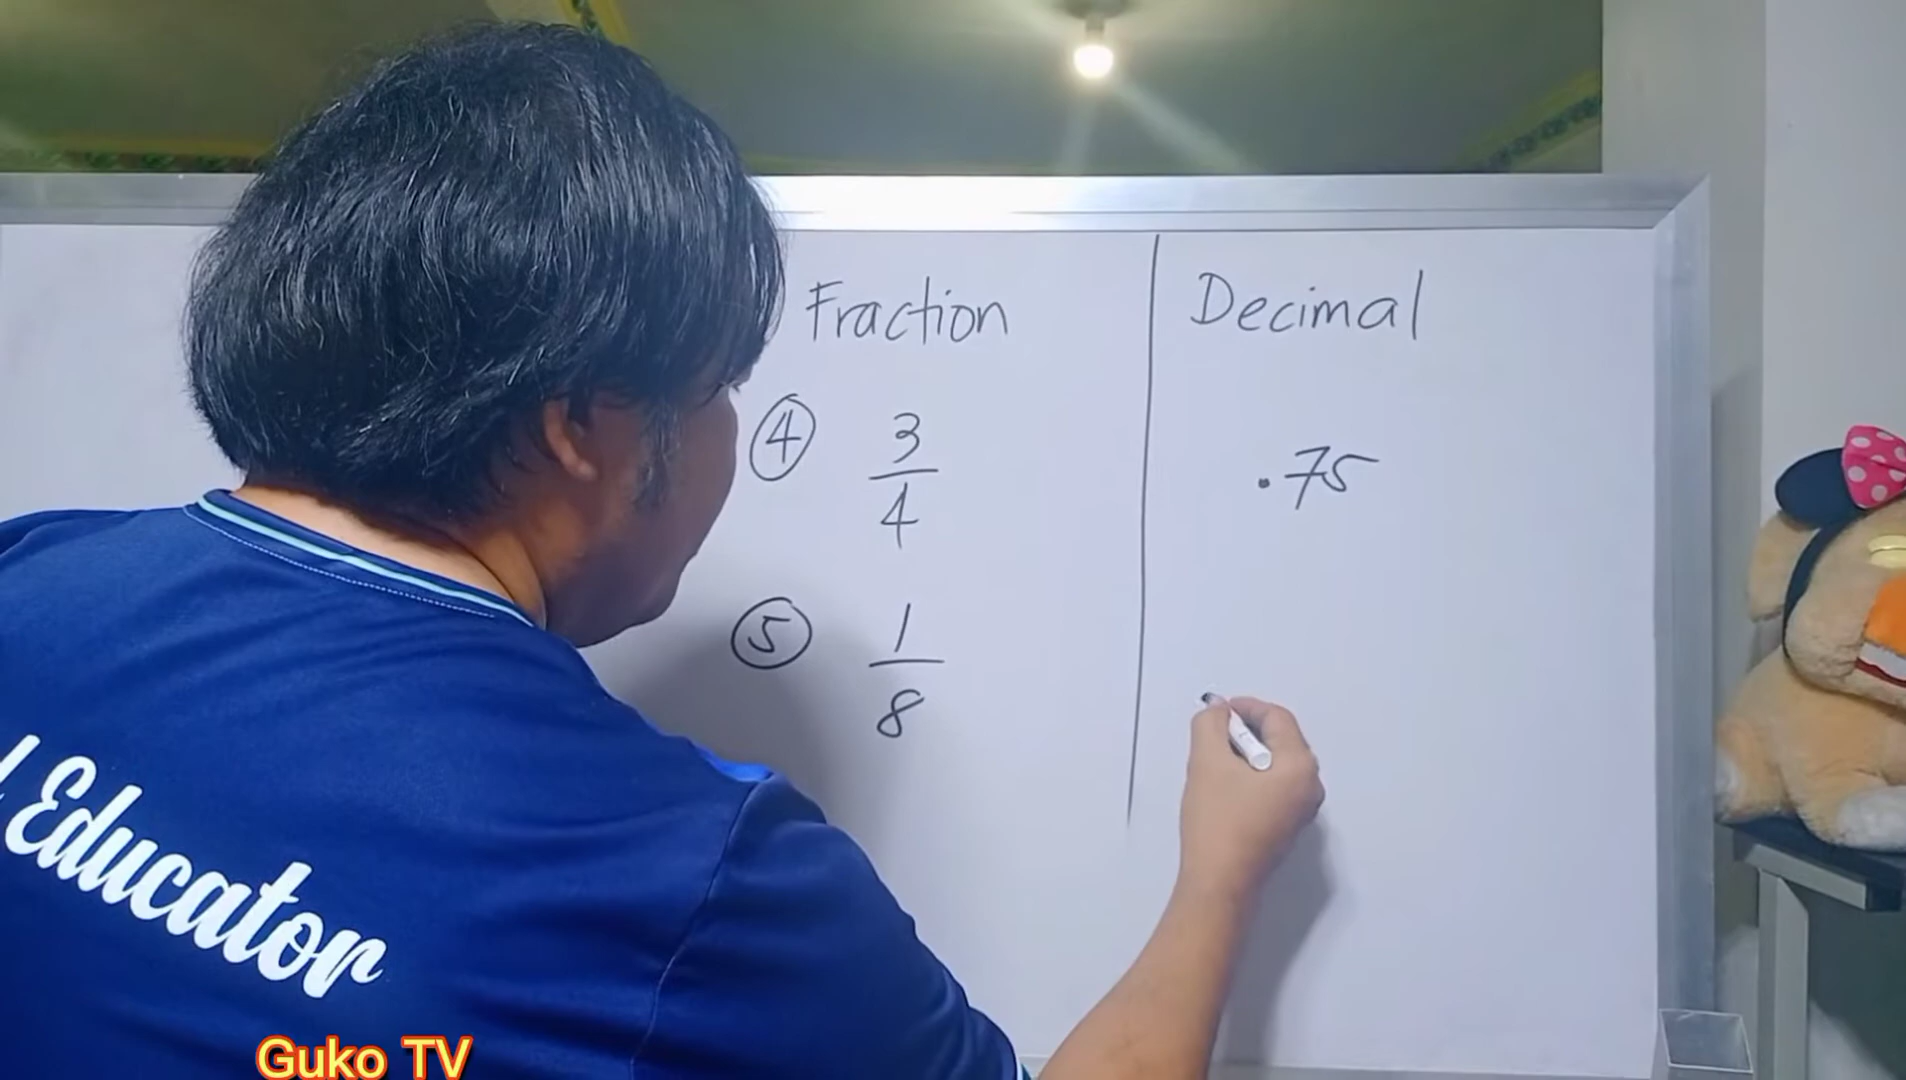 Fraction
Decimal
④ 3/4
.75
⑤ 1/8
Educator
Guko TV